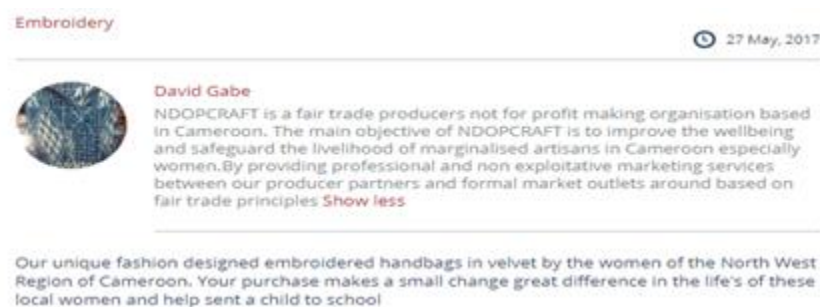 Embroidery
27 May, 2017
David Gabe
NDOPCRAFT is a fair trade producers not for profit making organisation based
in Cameroon. The main objective of NDOPCRAFT is to improve the wellbeing
and safeguard the livelihood of marginalised artisans in Cameroon especially
women.By providing professional and non exploitative marketing services
between our producer partners and formal market outlets around based on
fair trade principles Show less
Our unique fashion designed embroidered handbags in velvet by the women of the North West
Region of Cameroon. Your purchase makes a small change great difference in the life's of these
local women and help sent a child to school